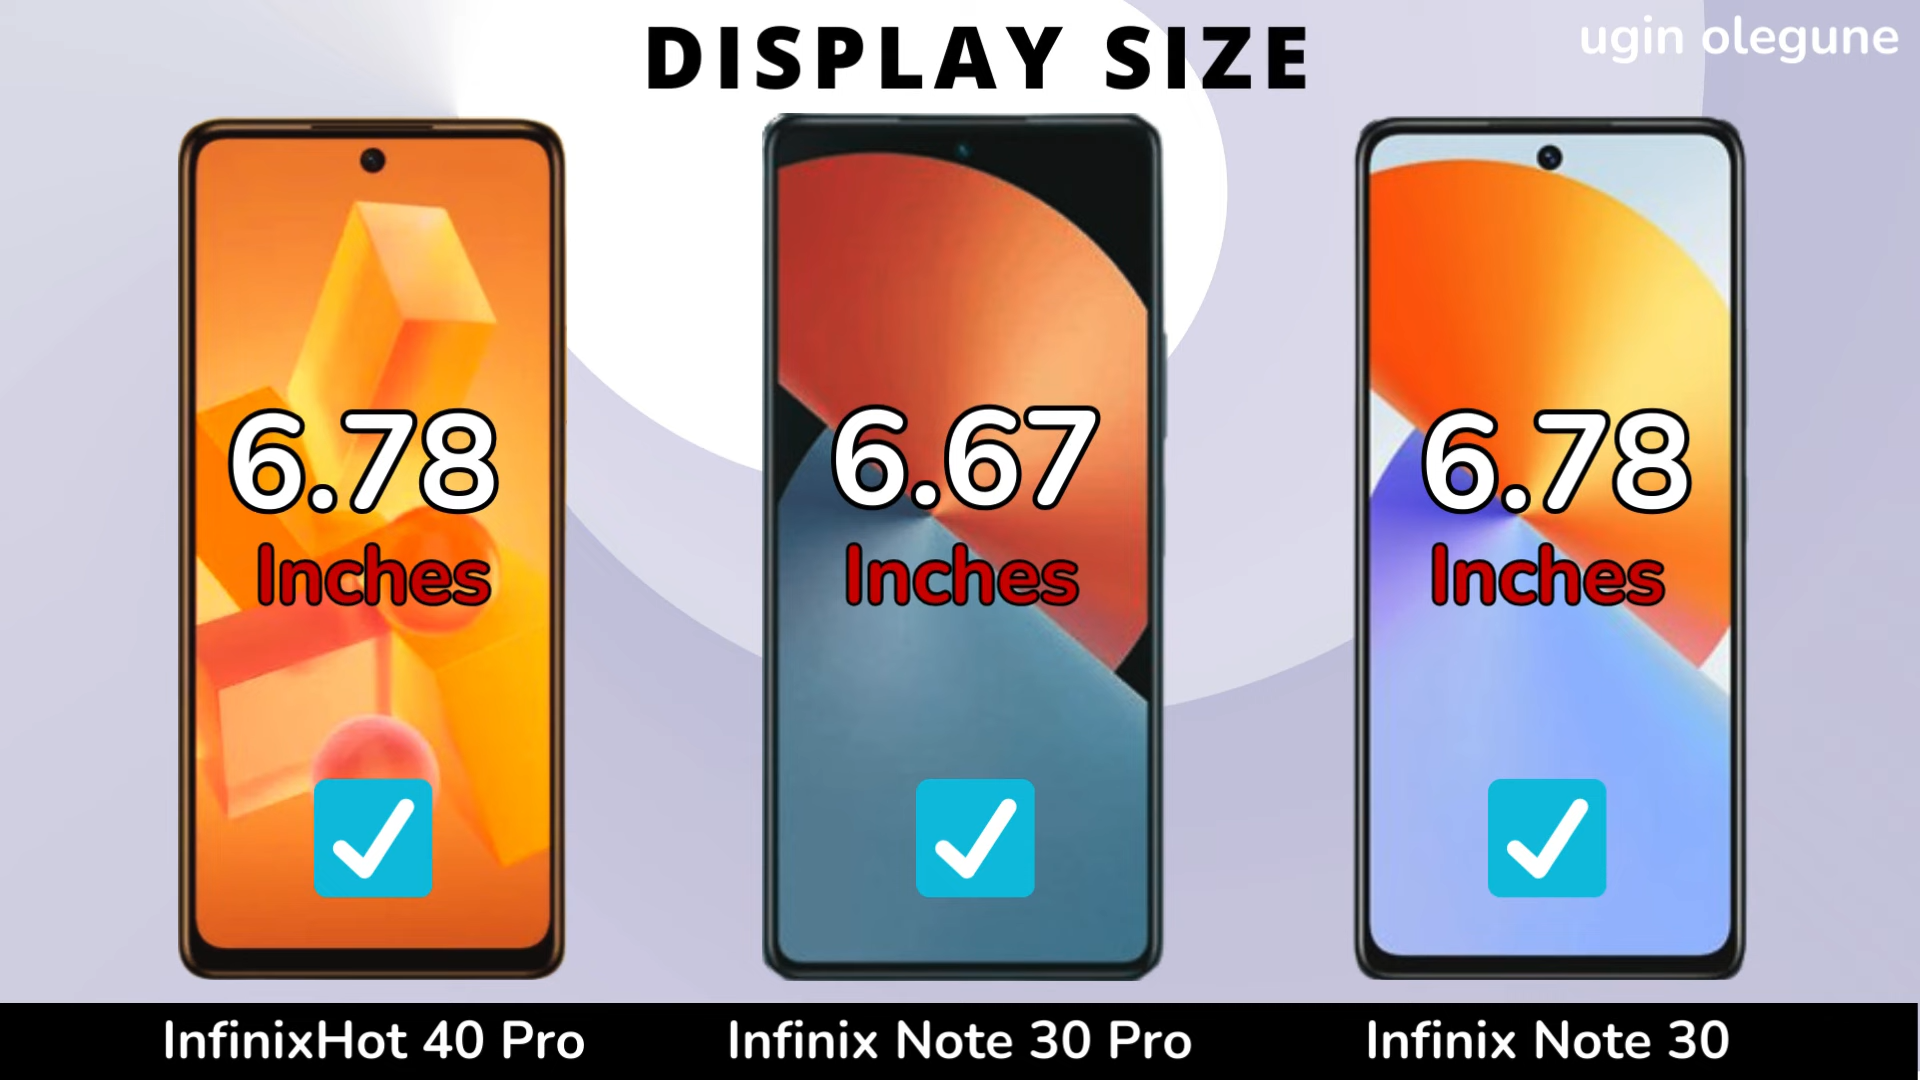 DISPLAY SIZE
ugin olegune
6.78
Inches
6.67
Inches
6.78
Inches
InfinixHot 40 Pro
Infinix Note 30 Pro
Infinix Note 30